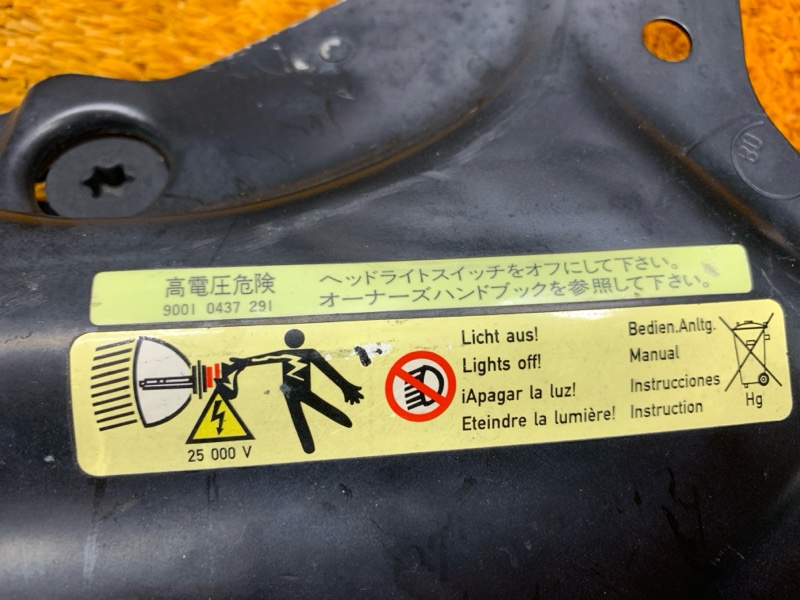 80
高電圧危険
9001 0437 291
ヘッドライトスイッチをオフにして下さい。
オーナーズハンドブックを参照して下さい。
25 000 V
Licht aus!
Lights off!
¡Apagar la luz!
Eteindre la lumière!
Bedien.Anltg.
Manual
Instrucciones
Instruction
Hg